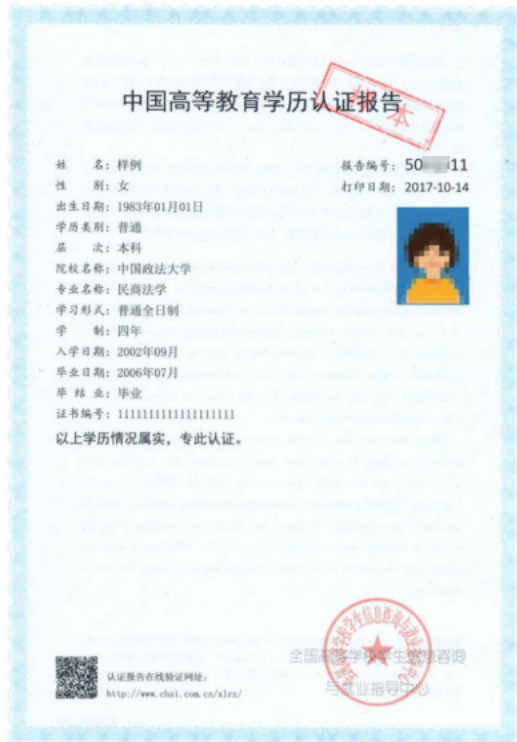 中国高等教育学历认证报告
样本
姓 名：样例
报告编号：50 11
性 别：女
打印日期：2017-10-14
出生日期：1983年01月01日
学历类别：普通
层 次：本科
院校名称：中国政法大学
专业名称：民商法学
学习形式：普通全日制
学 制：四年
入学日期：2002年09月
毕业日期：2006年07月
毕 结 业：毕业
证书编号：111111111111111111
以上学历情况属实，专此认证。
全国高等学校学生信息咨询
与就业指导中心
认证报告在线验证网址：
http://www.chsi.com.cn/xlrz/